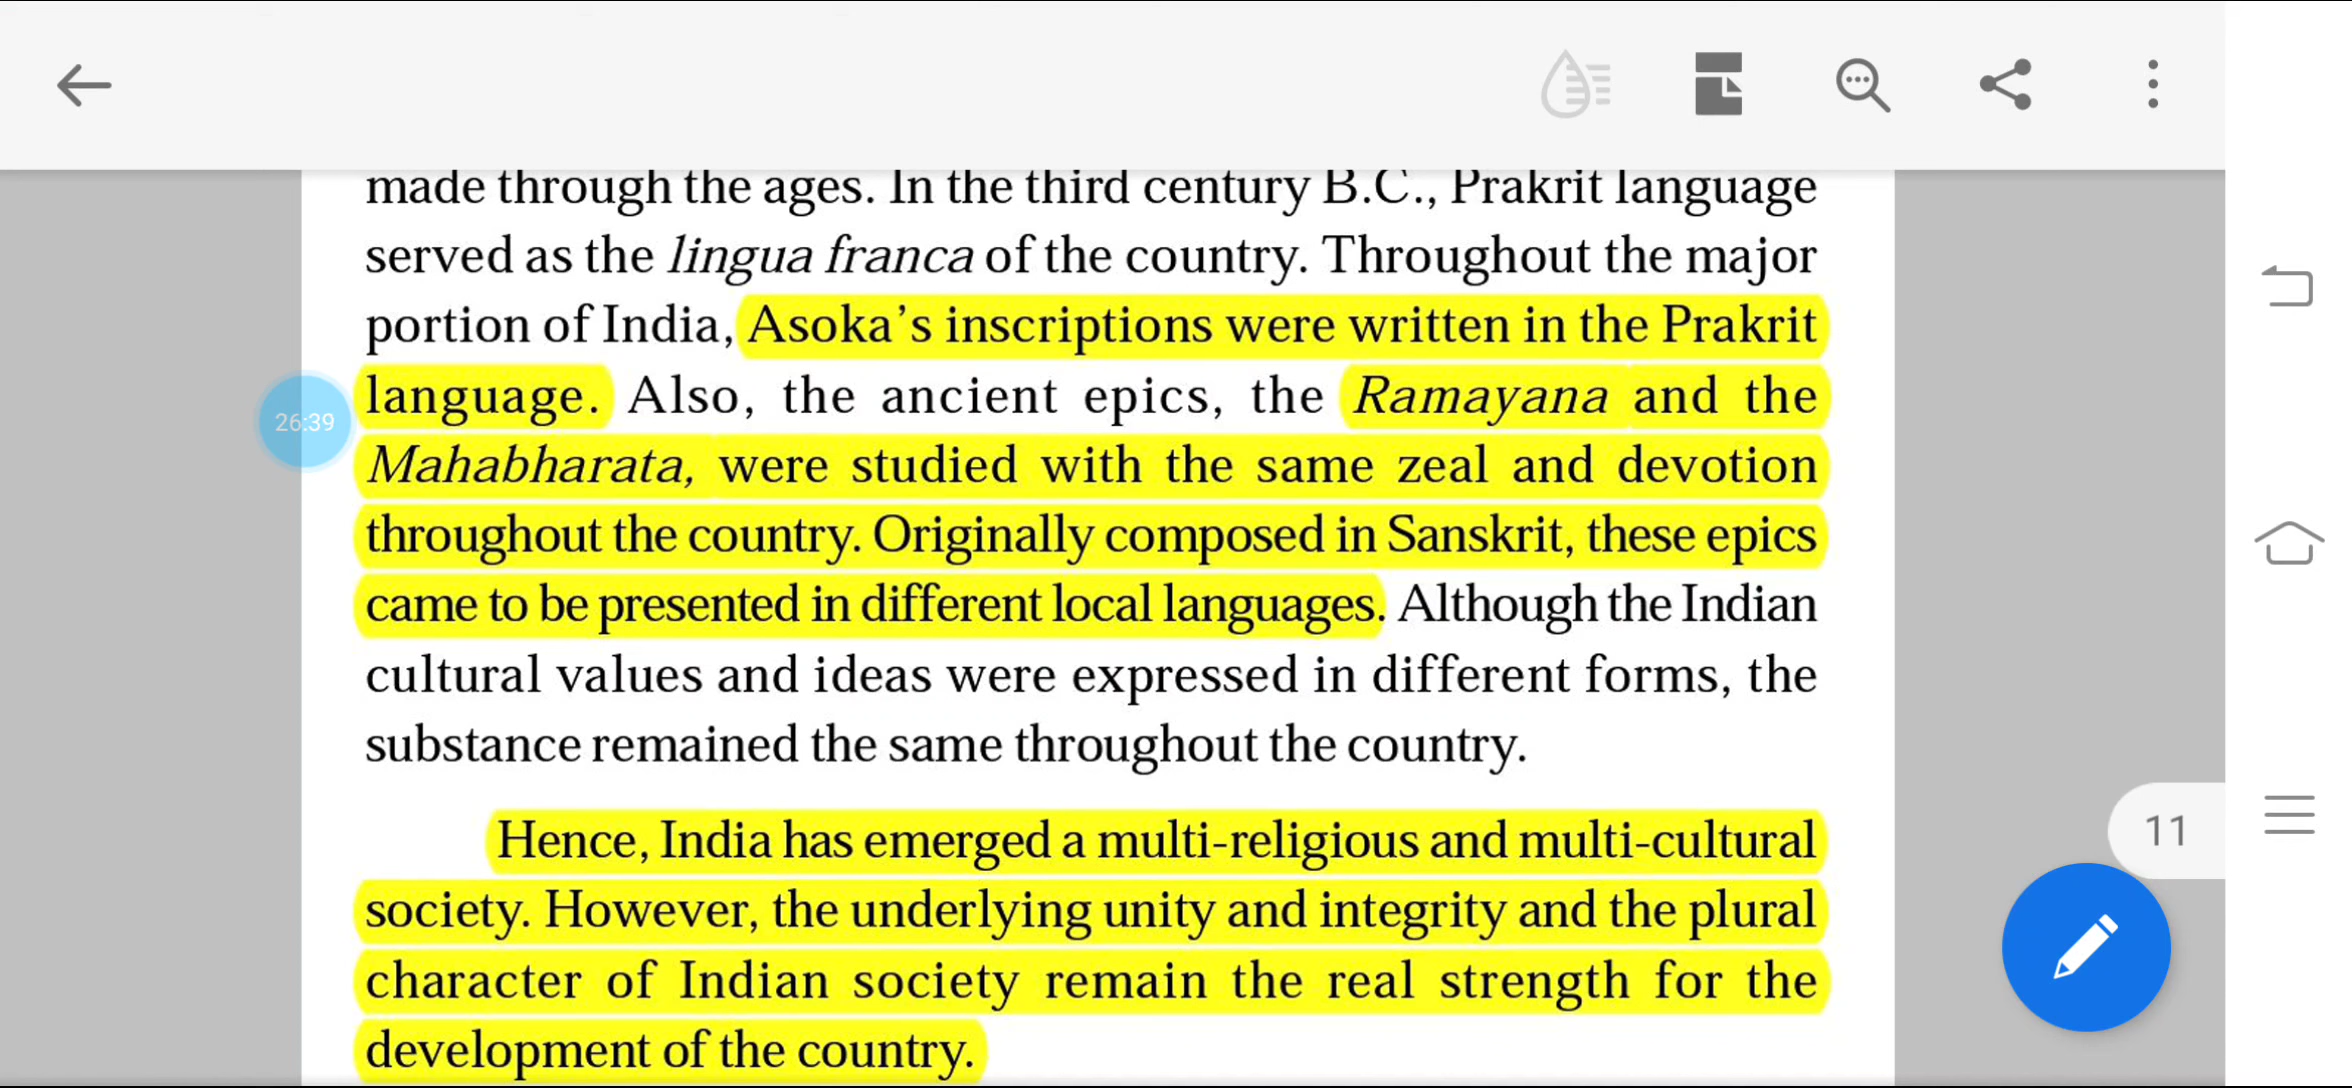 made through the ages. In the third century B.C., Prakrit language
served as the lingua franca of the country. Throughout the major
portion of India, Asoka’s inscriptions were written in the Prakrit
language. Also, the ancient epics, the Ramayana and the
26:39
Mahabharata, were studied with the same zeal and devotion
throughout the country. Originally composed in Sanskrit, these epics
came to be presented in different local languages. Although the Indian
cultural values and ideas were expressed in different forms, the
substance remained the same throughout the country.
Hence, India has emerged a multi-religious and multi-cultural
11
society. However, the underlying unity and integrity and the plural
character of Indian society remain the real strength for the
development of the country.